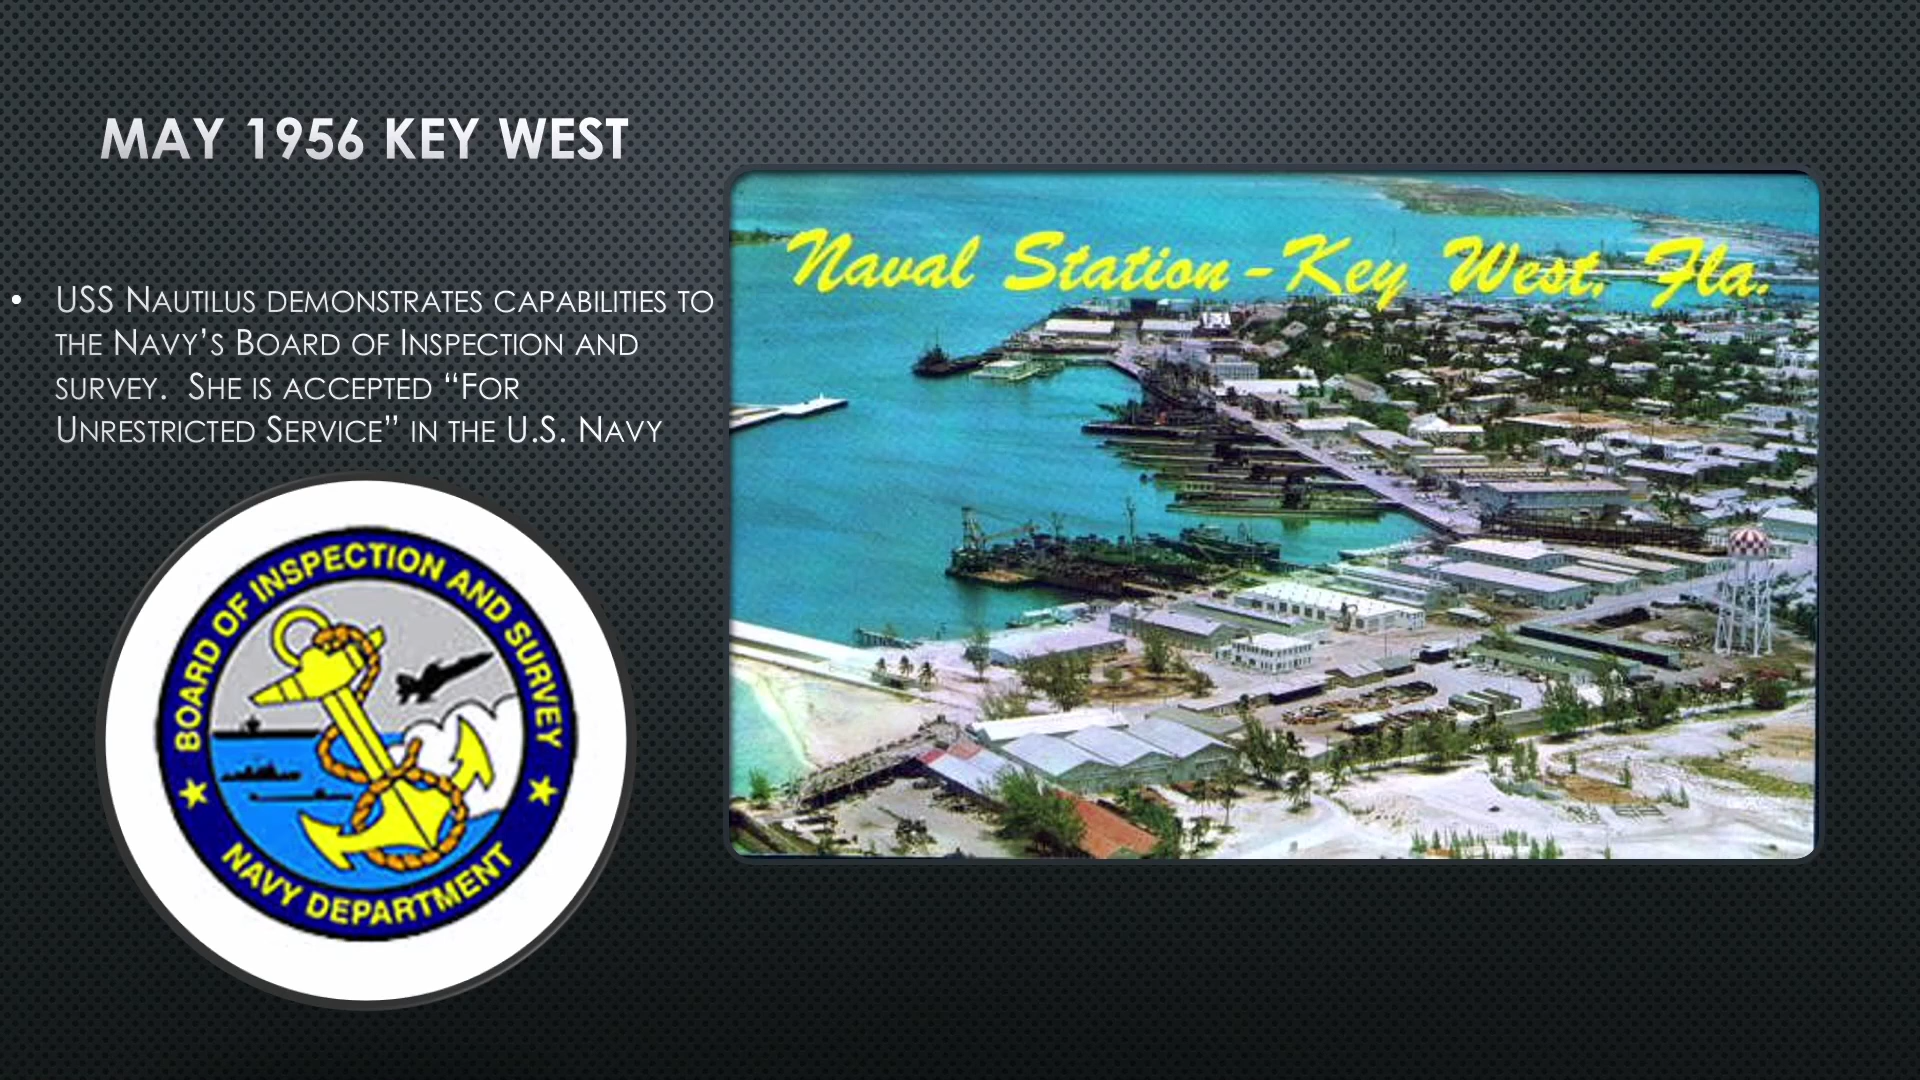 MAY 1956 KEY WEST
• USS Nautilus demonstrates capabilities to
the Navy’s Board of Inspection and
survey.  She is accepted “For
Unrestricted Service” in the U.S. Navy
Naval Station - Key West, Fla.
BOARD OF INSPECTION AND SURVEY
NAVY DEPARTMENT